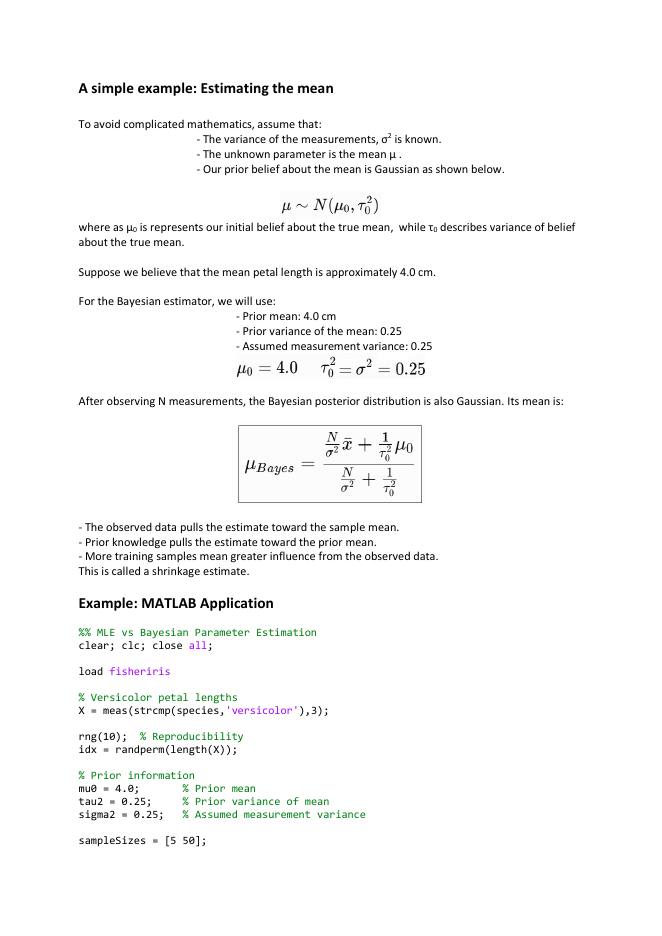 A simple example: Estimating the mean
To avoid complicated mathematics, assume that:
- The variance of the measurements, σ² is known.
- The unknown parameter is the mean μ .
- Our prior belief about the mean is Gaussian as shown below.
μ ∼ N(μ₀, τ₀²)
where as μ₀ is represents our initial belief about the true mean,  while τ₀ describes variance of belief
about the true mean.
Suppose we believe that the mean petal length is approximately 4.0 cm.
For the Bayesian estimator, we will use:
- Prior mean: 4.0 cm
- Prior variance of the mean: 0.25
- Assumed measurement variance: 0.25
μ₀ = 4.0    τ₀² = σ² = 0.25
After observing N measurements, the Bayesian posterior distribution is also Gaussian. Its mean is:
μ_Bayes = (N/σ² x̄ + 1/τ₀² μ₀) / (N/σ² + 1/τ₀²)
- The observed data pulls the estimate toward the sample mean.
- Prior knowledge pulls the estimate toward the prior mean.
- More training samples mean greater influence from the observed data.
This is called a shrinkage estimate.
Example: MATLAB Application
%% MLE vs Bayesian Parameter Estimation
clear; clc; close all;
load fisheriris
% Versicolor petal lengths
X = meas(strcmp(species,'versicolor'),3);
rng(10);  % Reproducibility
idx = randperm(length(X));
% Prior information
mu0 = 4.0;       % Prior mean
tau2 = 0.25;     % Prior variance of mean
sigma2 = 0.25;   % Assumed measurement variance
sampleSizes = [5 50];